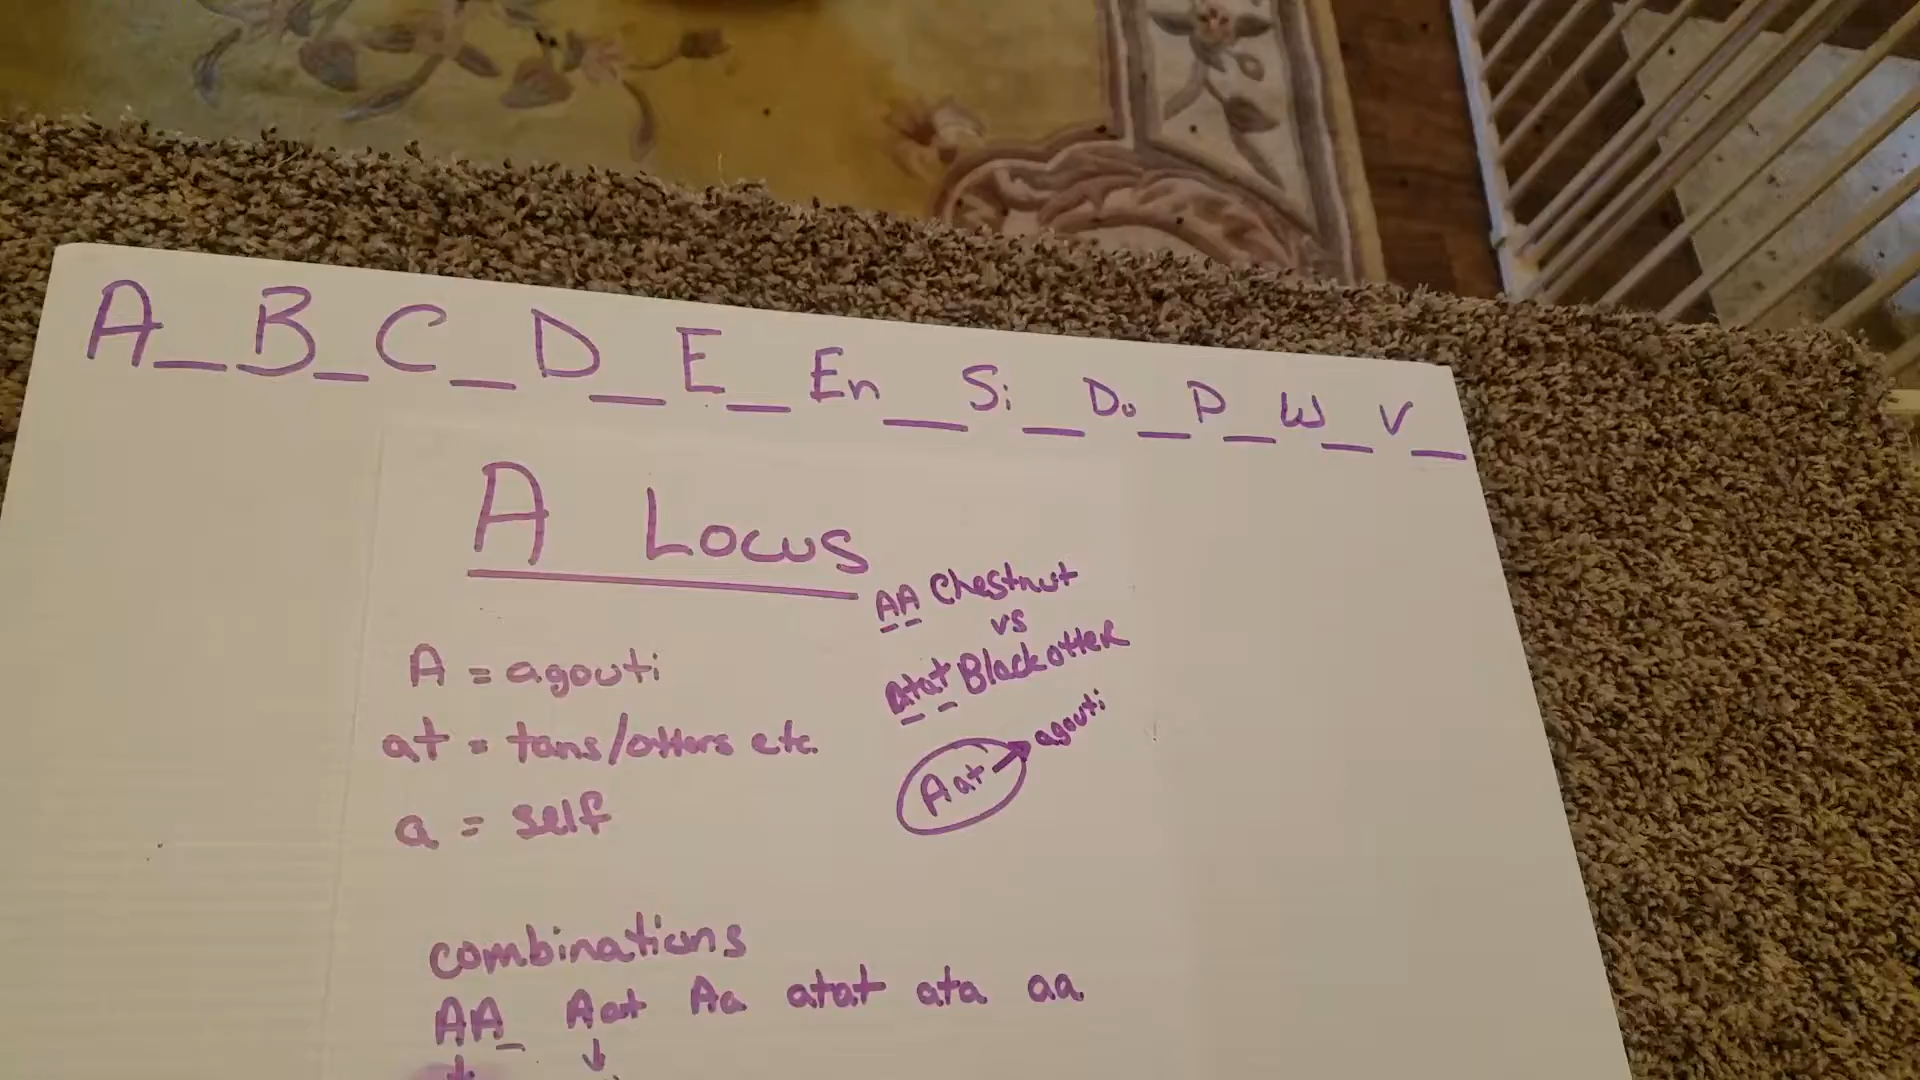 A_B_C_D_E_En_Si_Du_P_W_V_
A Locus
AA Chestnut
vs
atat Black otter
Aat → agouti
A = agouti
at = tans/otters etc.
a = self
combinations
AA Aat Aa atat ata aa